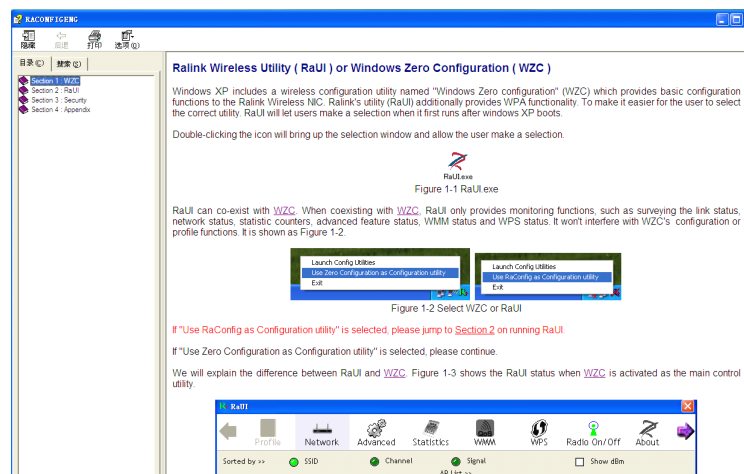 RACONFIGENG
隐藏 后退 打印 选项(O)
目录(C) 搜索(S)
Section 1 : WZC
Section 2 : RaUI
Section 3 : Security
Section 4 : Appendix
Ralink Wireless Utility ( RaUI ) or Windows Zero Configuration ( WZC )
Windows XP includes a wireless configuration utility named "Windows Zero configuration" (WZC) which provides basic configuration
functions to the Ralink Wireless NIC. Ralink's utility (RaUI) additionally provides WPA functionality. To make it easier for the user to select
the correct utility. RaUI will let users make a selection when it first runs after windows XP boots.
Double-clicking the icon will bring up the selection window and allow the user make a selection.
RaUI.exe
Figure 1-1 RaUI.exe
RaUI can co-exist with WZC. When coexisting with WZC, RaUI only provides monitoring functions, such as surveying the link status,
network status, statistic counters, advanced feature status, WMM status and WPS status. It won't interfere with WZC's configuration or
profile functions. It is shown as Figure 1-2.
Launch Config Utilities
Use Zero Configuration as Configuration utility
Exit
Launch Config Utilities
Use RaConfig as Configuration utility
Exit
Figure 1-2 Select WZC or RaUI
If "Use RaConfig as Configuration utility" is selected, please jump to Section 2 on running RaUI
If "Use Zero Configuration as Configuration utility" is selected, please continue.
We will explain the difference between RaUI and WZC. Figure 1-3 shows the RaUI status when WZC is activated as the main control
utility.
RaUI
Profile Network Advanced Statistics WMM WPS Radio On/Off About
Sorted by >> SSID Channel Signal Show dBm
AP List >>